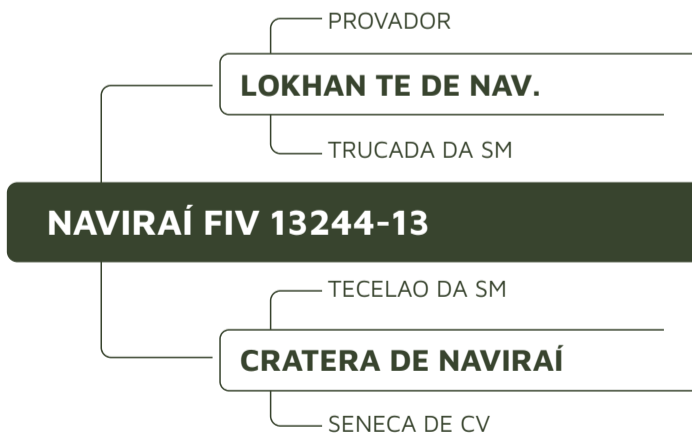 PROVADOR
LOKHAN TE DE NAV.
TRUCADA DA SM
NAVIRAÍ FIV 13244-13
TECELAO DA SM
CRATERA DE NAVIRAÍ
SENECA DE CV